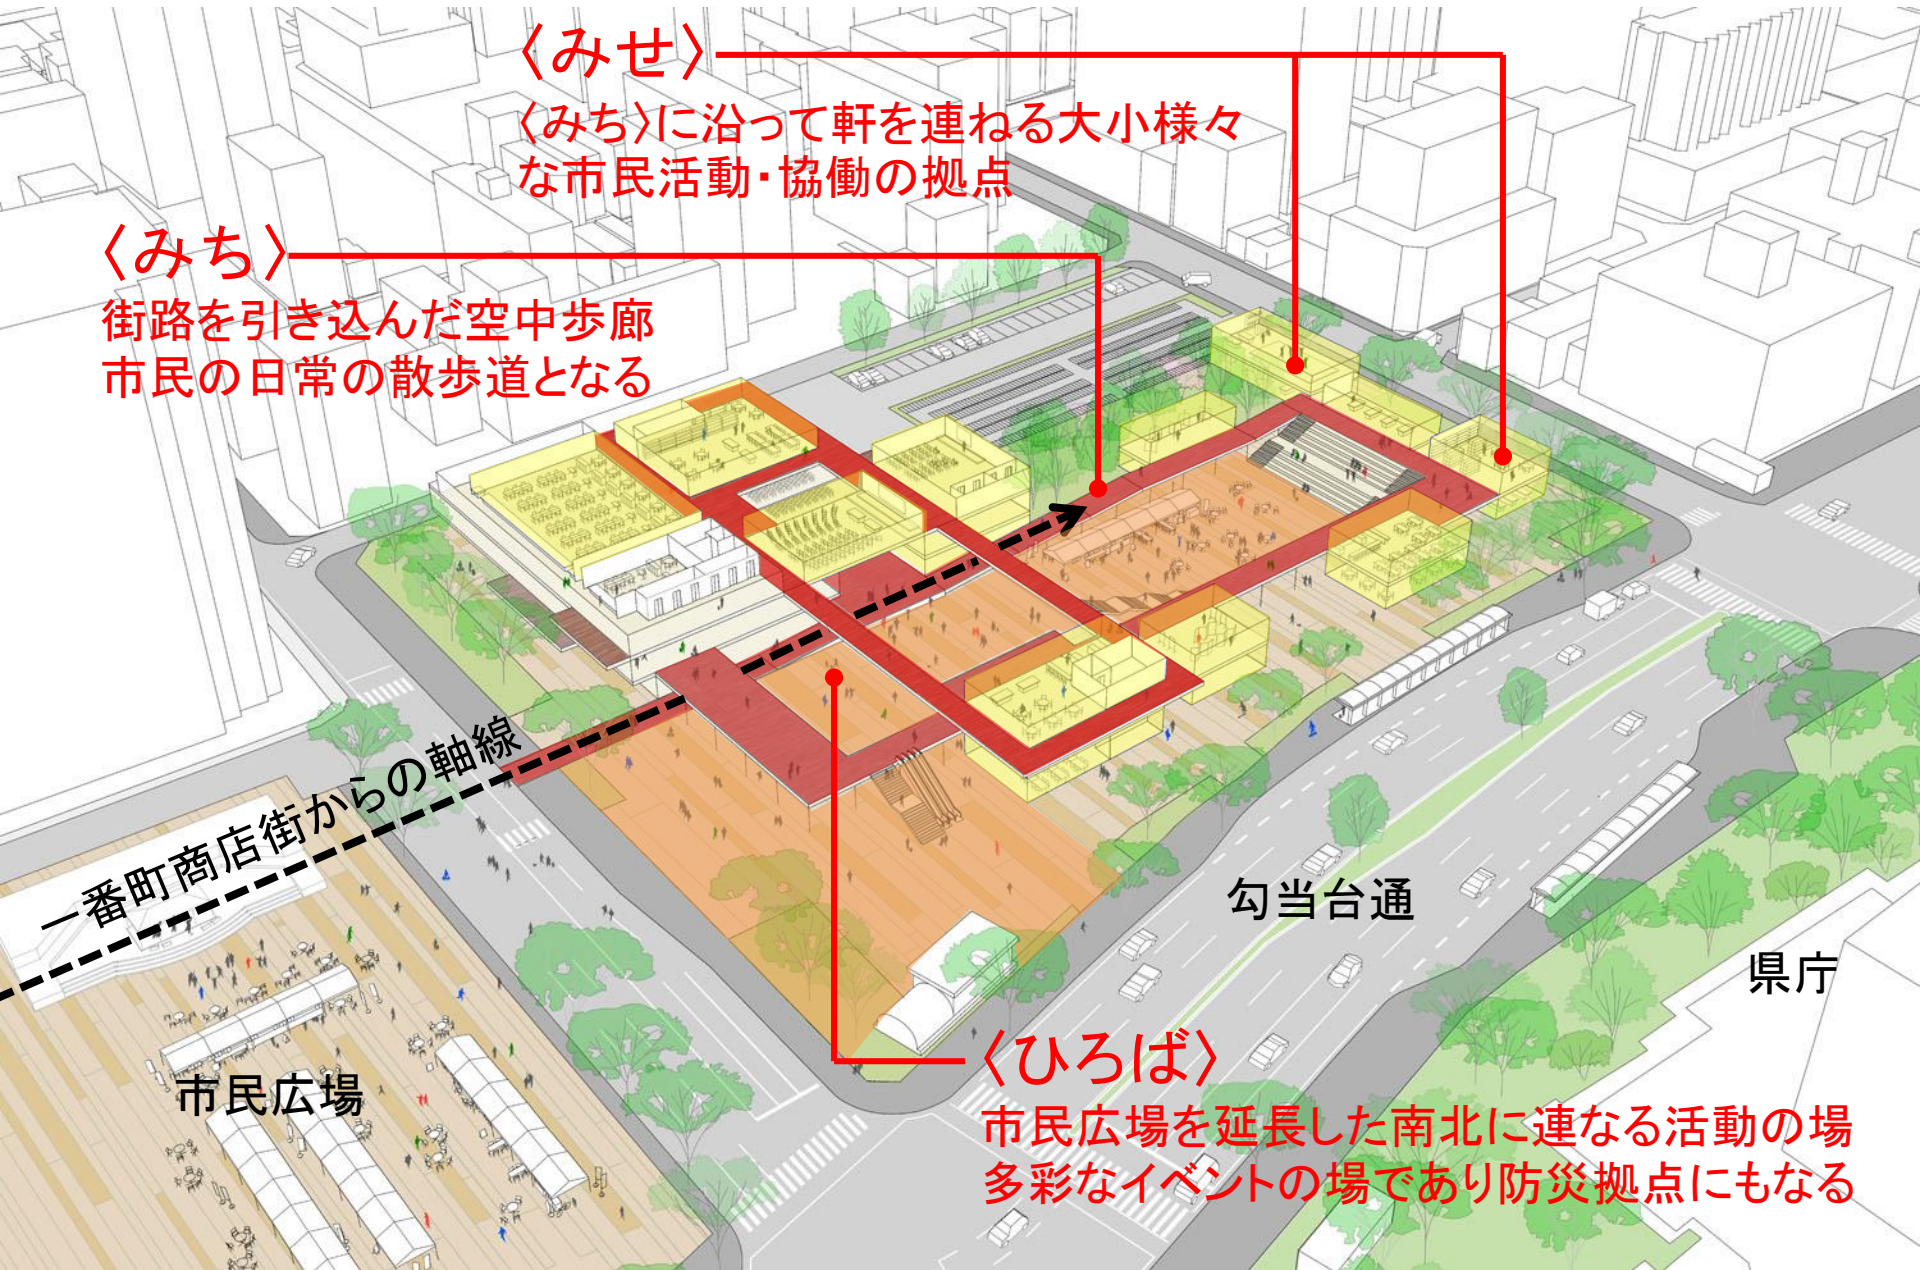 〈みせ〉
〈みち〉に沿って軒を連ねる大小様々
な市民活動・協働の拠点
〈みち〉
街路を引き込んだ空中歩廊
市民の日常の散歩道となる
一番町商店街からの軸線
勾当台通
県庁
市民広場
〈ひろば〉
市民広場を延長した南北に連なる活動の場
多彩なイベントの場であり防災拠点にもなる